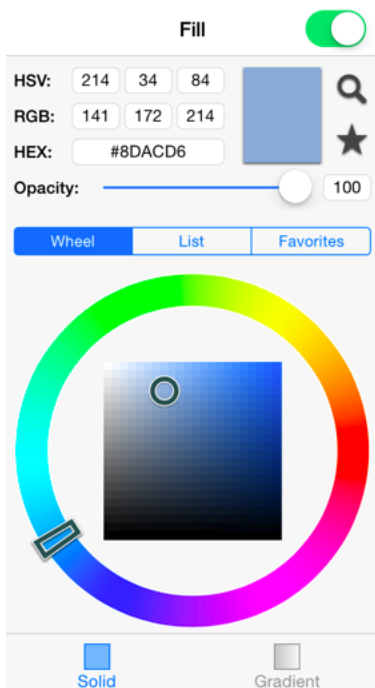 Fill
HSV: 214 34 84
RGB: 141 172 214
HEX: #8DACD6
Opacity: 100
Wheel List Favorites
Solid Gradient